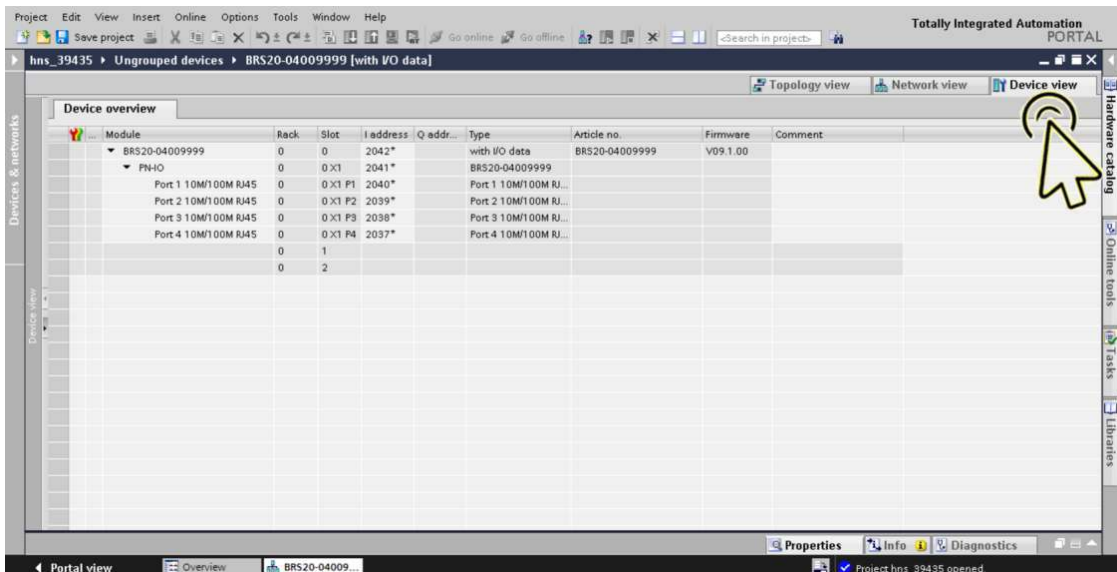 Project Edit View Insert Online Options Tools Window Help
Totally Integrated Automation
PORTAL
Save project Go online Go offline <Search in project>
hns_39435 ▸ Ungrouped devices ▸ BRS20-04009999 [with I/O data]
Topology view Network view Device view
Device overview
... Module Rack Slot I address Q addr... Type Article no. Firmware Comment
BRS20-04009999 0 0 2042* with I/O data BRS20-04009999 V09.1.00
PN-IO 0 0 X1 2041* BRS20-04009999
Port 1 10M/100M RJ45 0 0 X1 P1 2040* Port 1 10M/100M RJ...
Port 2 10M/100M RJ45 0 0 X1 P2 2039* Port 2 10M/100M RJ...
Port 3 10M/100M RJ45 0 0 X1 P3 2038* Port 3 10M/100M RJ...
Port 4 10M/100M RJ45 0 0 X1 P4 2037* Port 4 10M/100M RJ...
0 1
0 2
Devices & networks
Device view
Hardware catalog
Online tools
Tasks
Libraries
Properties Info Diagnostics
Portal view Overview BRS20-04009... Project hns_39435 opened.